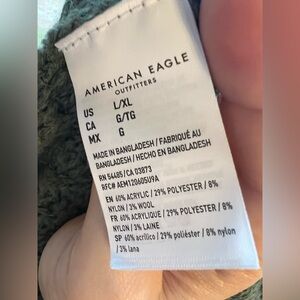 AMERICAN EAGLE
OUTFITTERS
US L/XL
CA G/TG
MX G
MADE IN BANGLADESH / FABRIQUÉ AU
BANGLADESH / HECHO EN BANGLADESH
RN 54485 / CA 03873
RFC# AEM120605U9A
EN 60% ACRYLIC / 29% POLYESTER / 8%
NYLON / 3% WOOL
FR 60% ACRYLIQUE / 29% POLYESTER / 8%
NYLON / 3% LAINE
SP 60% acrílico / 29% poliéster / 8% nylon
/ 3% lana